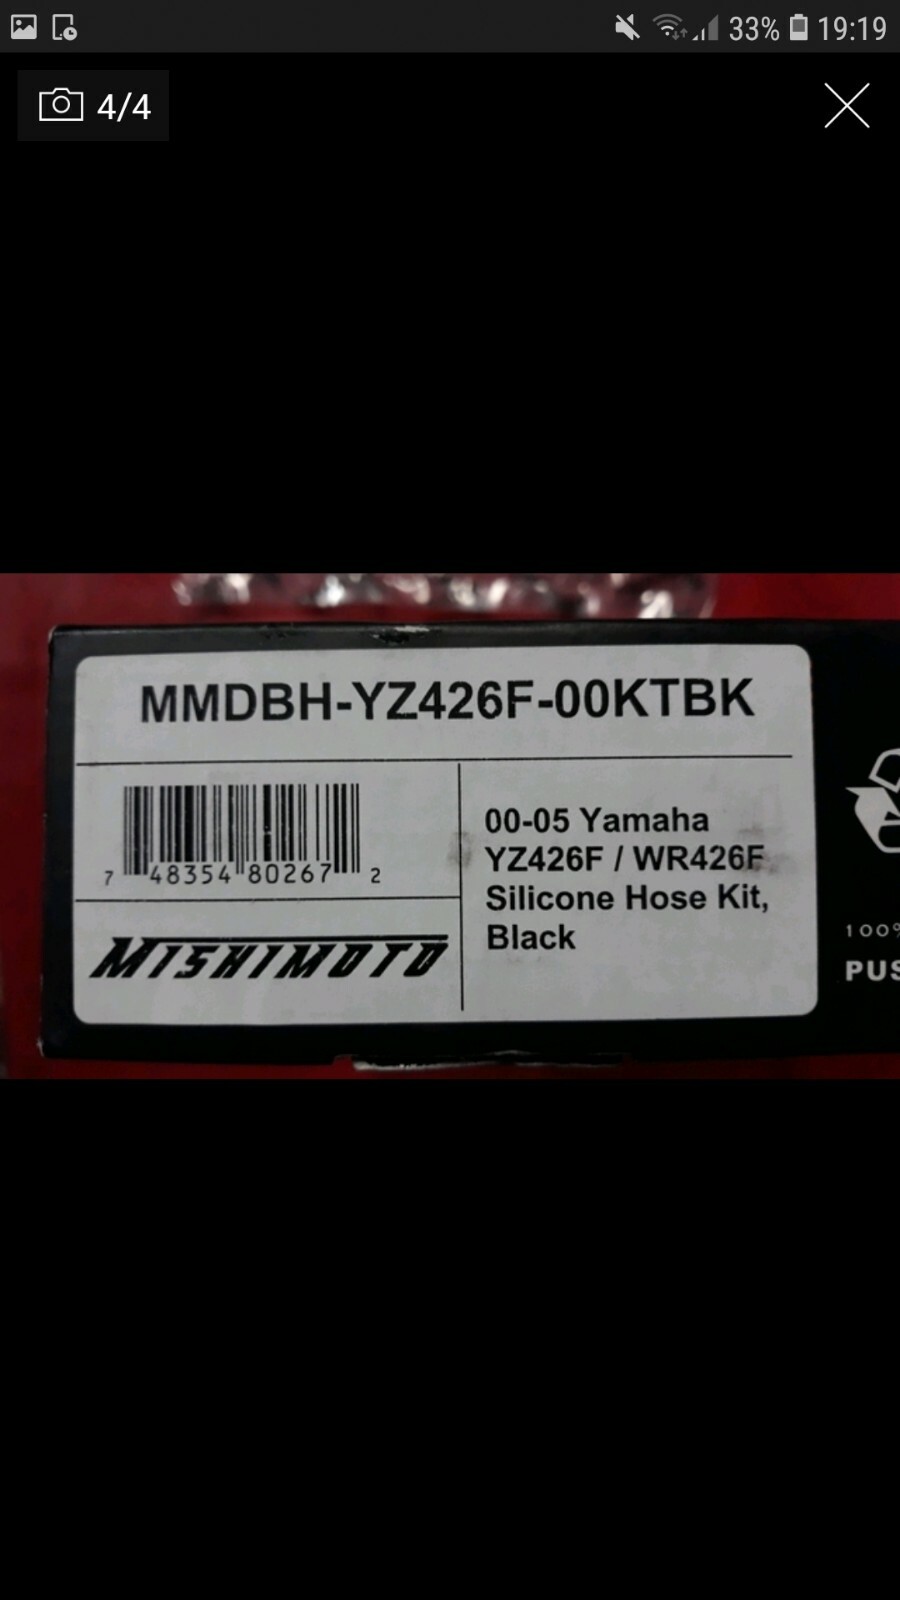 33% 19:19
4/4
MMDBH-YZ426F-00KTBK
7 48354 80267 2
00-05 Yamaha
YZ426F / WR426F
Silicone Hose Kit,
Black
MISHIMOTO
100%
PUS